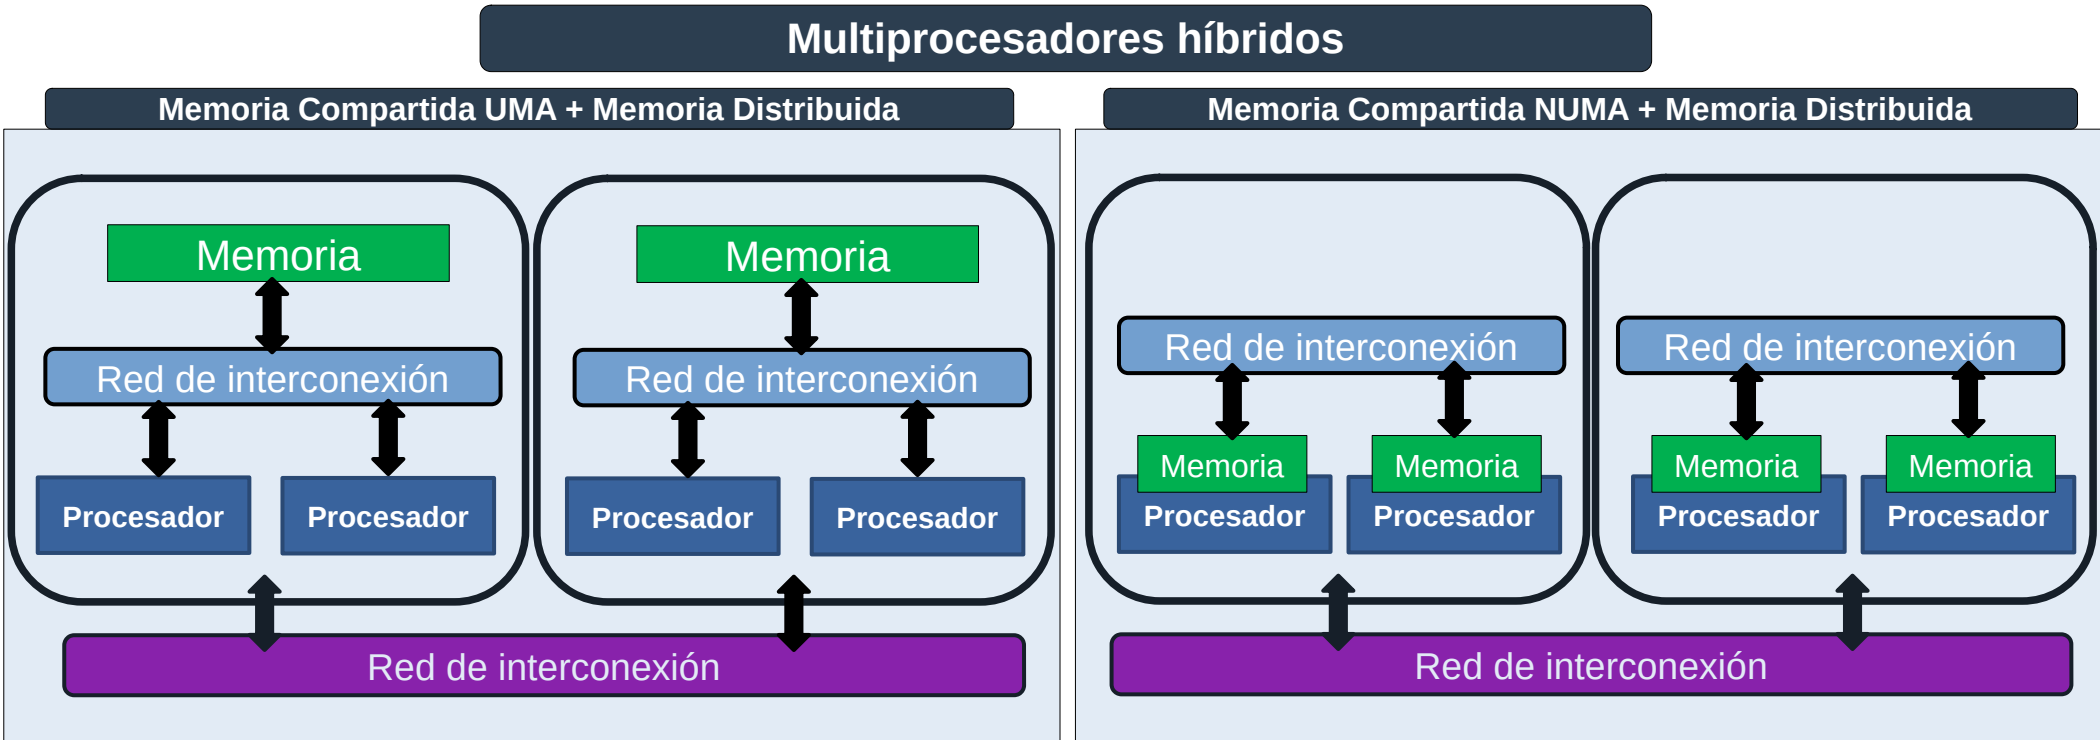 Multiprocesadores híbridos
Memoria Compartida UMA + Memoria Distribuida
Memoria
Memoria
Red de interconexión
Red de interconexión
Procesador
Procesador
Procesador
Procesador
Red de interconexión
Memoria Compartida NUMA + Memoria Distribuida
Red de interconexión
Red de interconexión
Memoria
Memoria
Memoria
Memoria
Procesador
Procesador
Procesador
Procesador
Red de interconexión